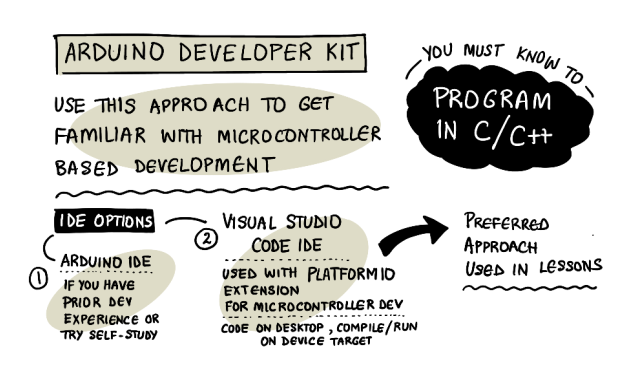 ARDUINO DEVELOPER KIT
YOU MUST KNOW TO
PROGRAM
IN C/C++
USE THIS APPROACH TO GET
FAMILIAR WITH MICROCONTROLLER
BASED DEVELOPMENT
IDE OPTIONS
1
ARDUINO IDE
IF YOU HAVE
PRIOR DEV
EXPERIENCE OR
TRY SELF-STUDY
2
VISUAL STUDIO
CODE IDE
USED WITH PLATFORMIO
EXTENSION
FOR MICROCONTROLLER DEV
CODE ON DESKTOP, COMPILE/RUN
ON DEVICE TARGET
PREFERRED
APPROACH
USED IN LESSONS